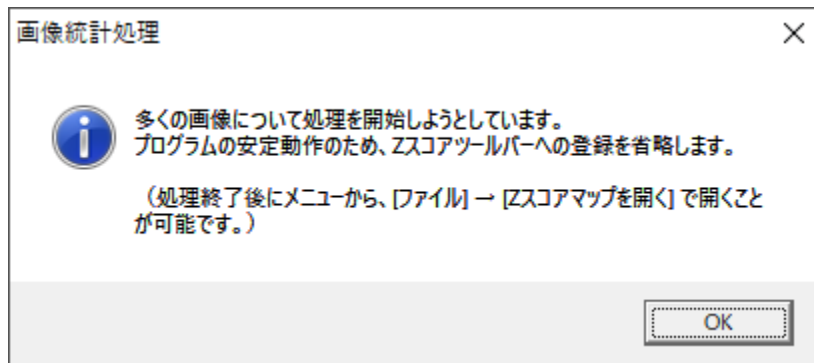 画像統計処理
多くの画像について処理を開始しようとしています。
プログラムの安定動作のため、Zスコアツールバーへの登録を省略します。
（処理終了後にメニューから、[ファイル] → [Zスコアマップを開く] で開くこと
が可能です。）
OK